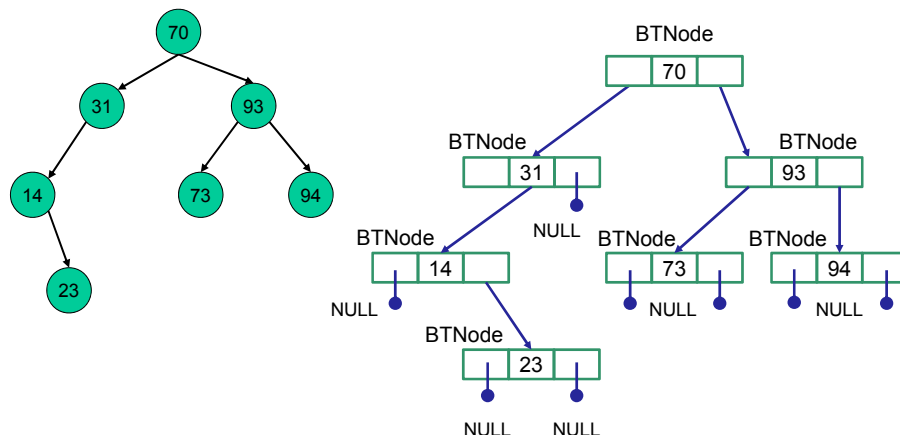 70
31
93
14
73
94
23
BTNode
70
BTNode
31
NULL
BTNode
93
BTNode
14
NULL
BTNode
73
NULL
BTNode
94
NULL
BTNode
23
NULL
NULL